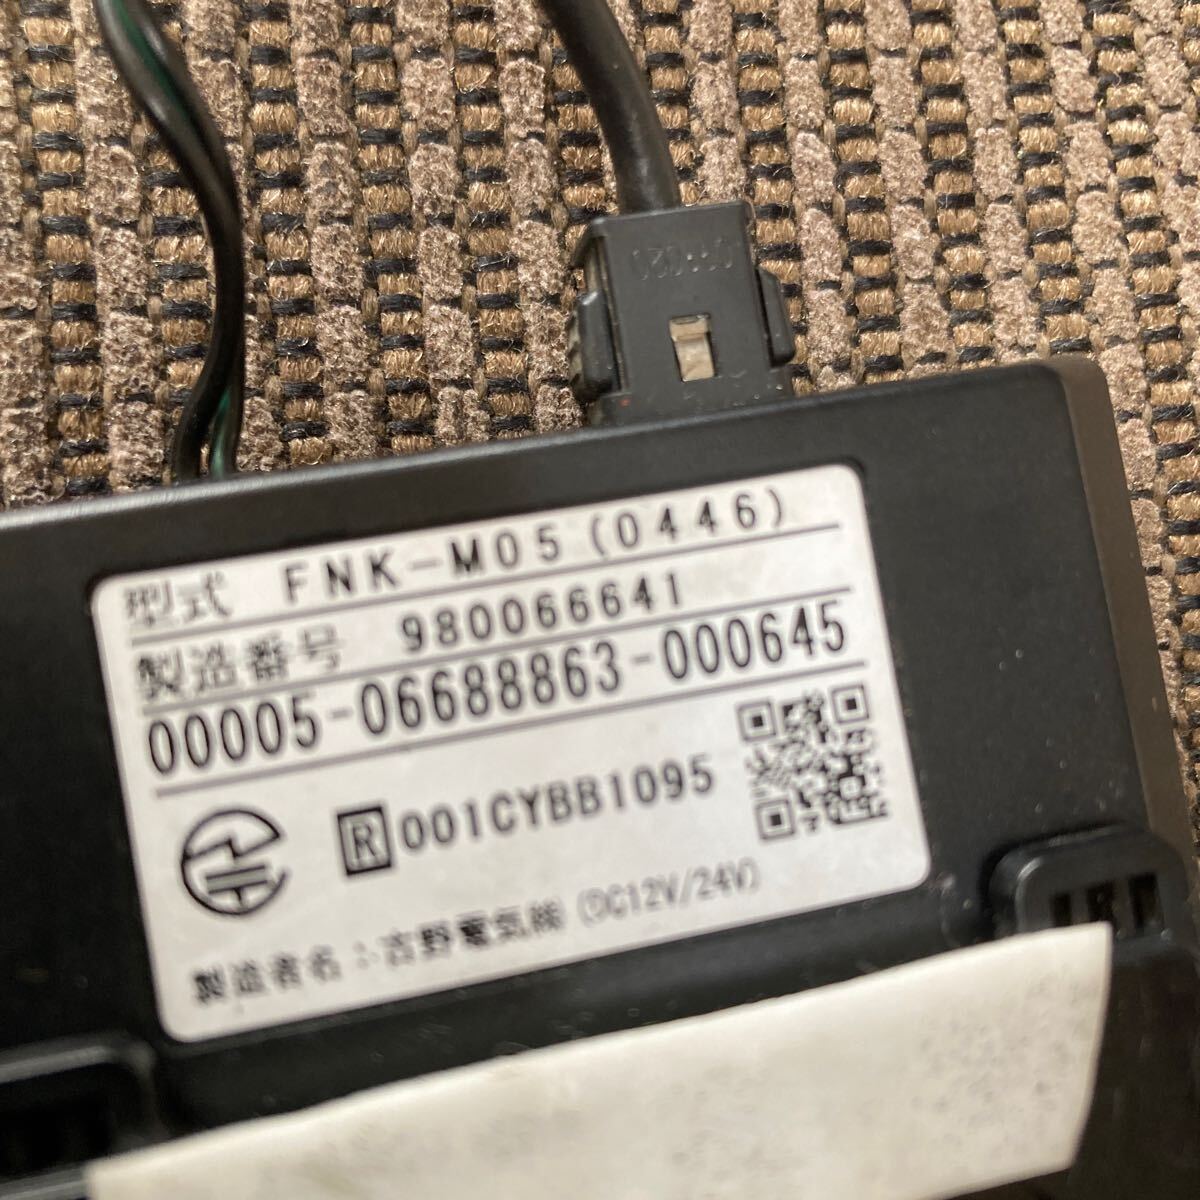 型式 FNK-M05(0446)
製造番号 980066641
00005-06688863-000645
R 001CYBB1095
製造者名:古野電気㈱ (DC12V/24V)